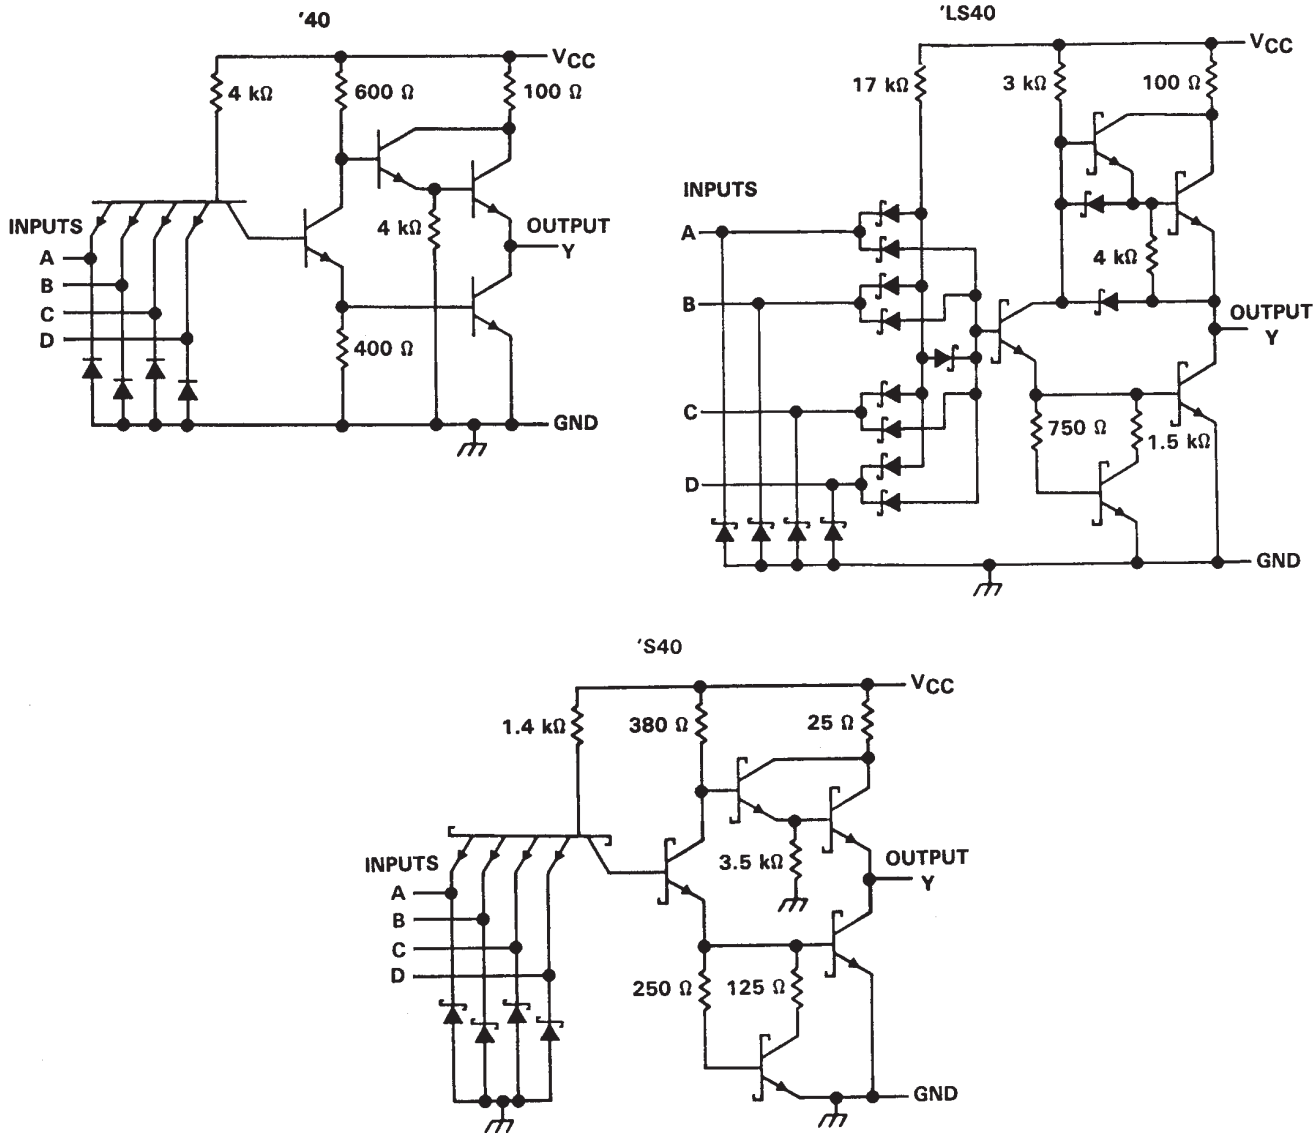 '40
VCC
4 kΩ
600 Ω
100 Ω
INPUTS
A
B
C
D
4 kΩ
OUTPUT
Y
400 Ω
GND
'LS40
VCC
17 kΩ
3 kΩ
100 Ω
INPUTS
A
B
C
D
4 kΩ
OUTPUT
Y
750 Ω
1.5 kΩ
GND
'S40
VCC
1.4 kΩ
380 Ω
25 Ω
INPUTS
A
B
C
D
3.5 kΩ
OUTPUT
Y
250 Ω
125 Ω
GND